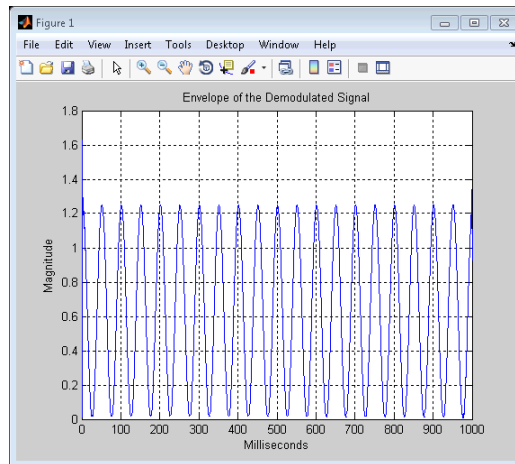 Figure 1
File Edit View Insert Tools Desktop Window Help
Envelope of the Demodulated Signal
1.8
1.6
1.4
1.2
1
0.8
0.6
0.4
0.2
0
Magnitude
0 100 200 300 400 500 600 700 800 900 1000
Milliseconds